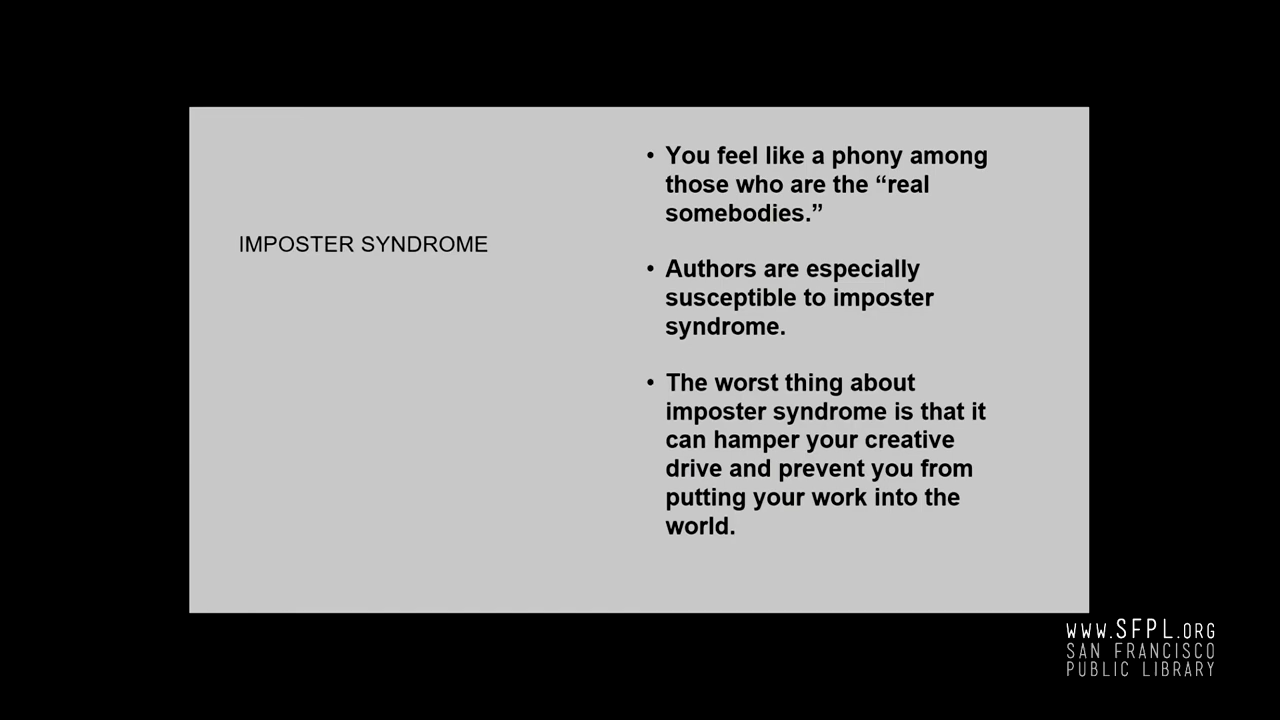 IMPOSTER SYNDROME
• You feel like a phony among
those who are the “real
somebodies.”
• Authors are especially
susceptible to imposter
syndrome.
• The worst thing about
imposter syndrome is that it
can hamper your creative
drive and prevent you from
putting your work into the
world.
WWW.SFPL.ORG
SAN FRANCISCO
PUBLIC LIBRARY